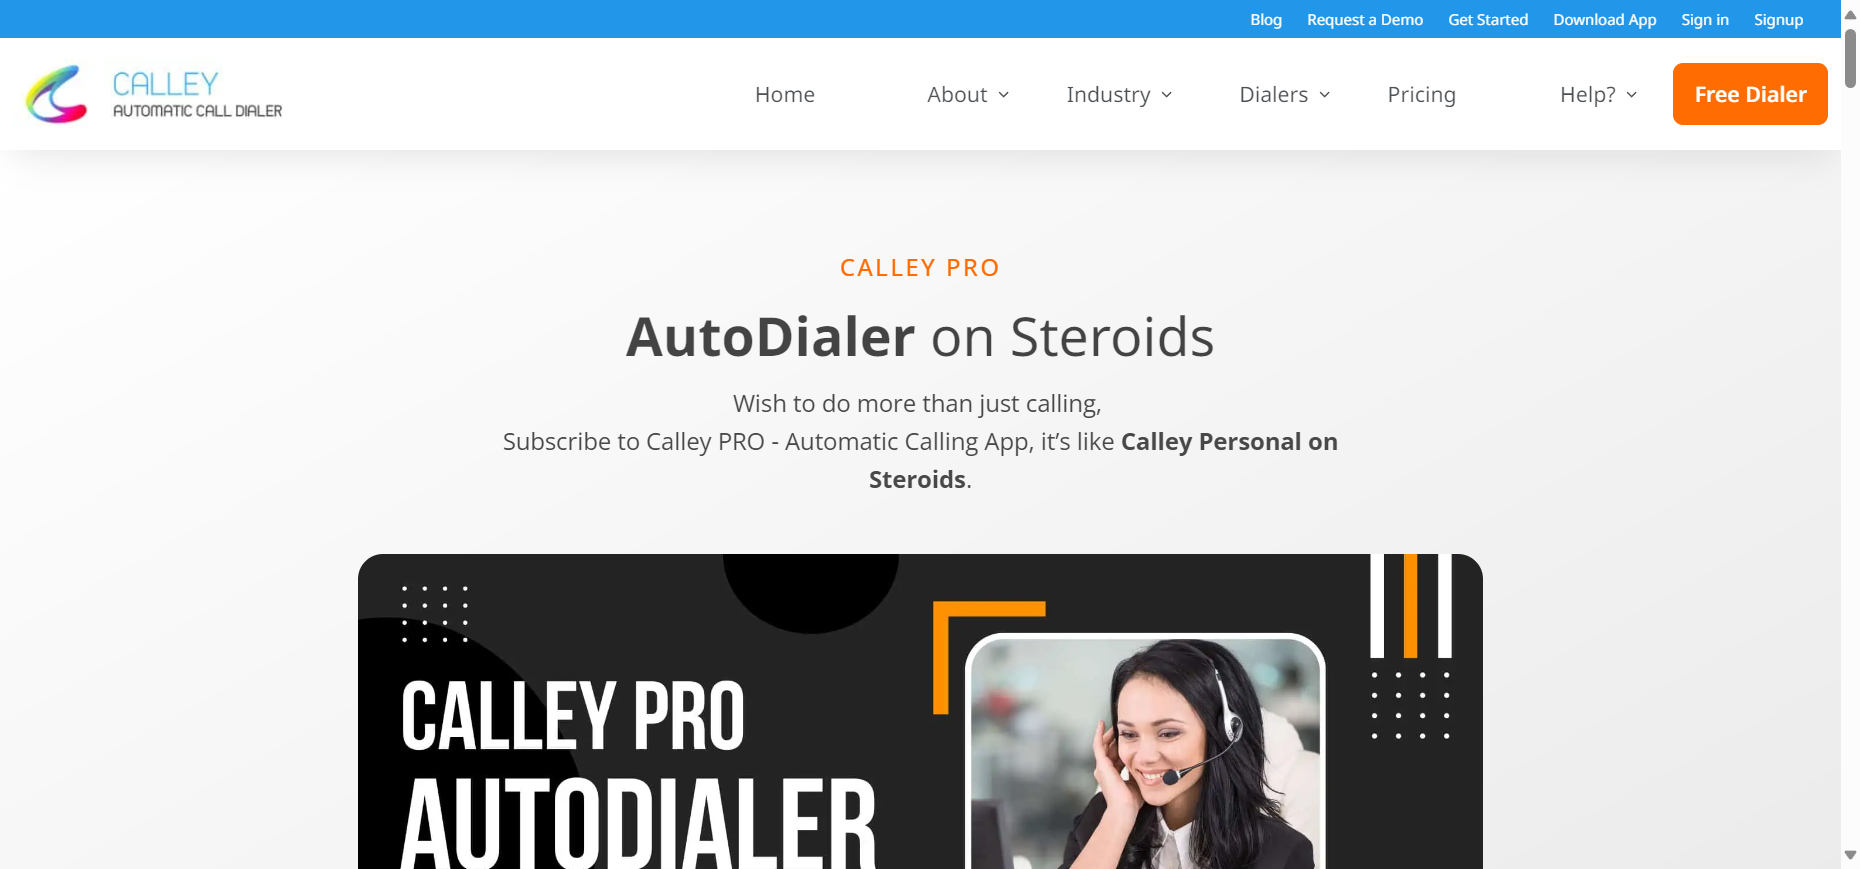 Blog Request a Demo Get Started Download App Sign in Signup
CALLEY
AUTOMATIC CALL DIALER
Home About Industry Dialers Pricing Help? Free Dialer
CALLEY PRO
AutoDialer on Steroids
Wish to do more than just calling,
Subscribe to Calley PRO - Automatic Calling App, it’s like Calley Personal on
Steroids.
CALLEY PRO
AUTODIALER